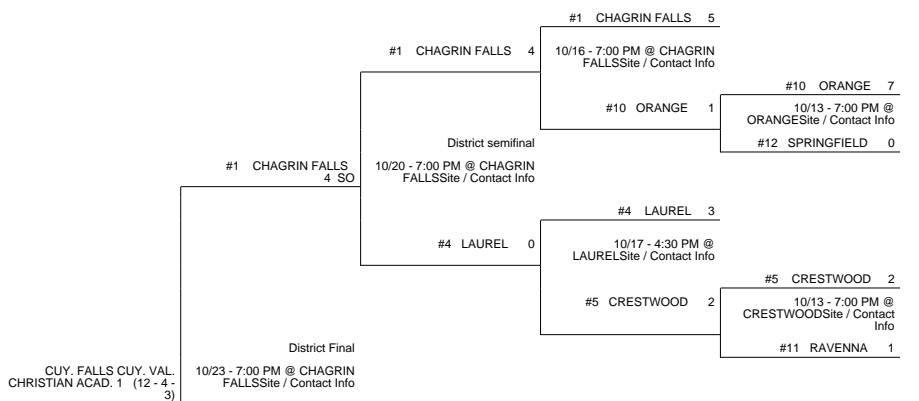 #1 CHAGRIN FALLS 5
#1 CHAGRIN FALLS 4
10/16 - 7:00 PM @ CHAGRIN
FALLSSite / Contact Info
#10 ORANGE 7
#10 ORANGE 1
10/13 - 7:00 PM @
ORANGESite / Contact Info
District semifinal
#12 SPRINGFIELD 0
#1 CHAGRIN FALLS
4 SO
10/20 - 7:00 PM @ CHAGRIN
FALLSSite / Contact Info
#4 LAUREL 3
#4 LAUREL 0
10/17 - 4:30 PM @
LAURELSite / Contact Info
#5 CRESTWOOD 2
#5 CRESTWOOD 2
10/13 - 7:00 PM @
CRESTWOODSite / Contact
Info
District Final
#11 RAVENNA 1
CUY. FALLS CUY. VAL.
CHRISTIAN ACAD. 1 (12 - 4 -
3)
10/23 - 7:00 PM @ CHAGRIN
FALLSSite / Contact Info